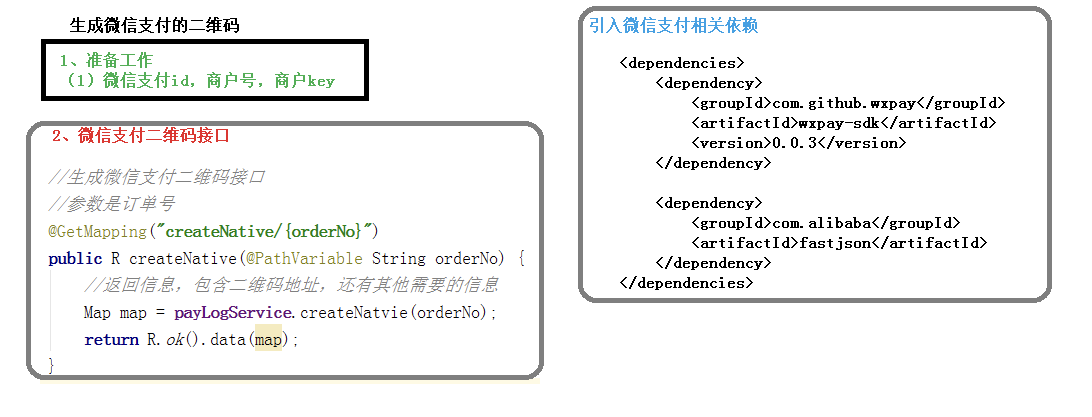 生成微信支付的二维码
1、准备工作
（1）微信支付id，商户号，商户key
2、微信支付二维码接口
//生成微信支付二维码接口
//参数是订单号
@GetMapping("createNative/{orderNo}")
public R createNative(@PathVariable String orderNo) {
//返回信息，包含二维码地址，还有其他需要的信息
Map map = payLogService.createNatvie(orderNo);
return R.ok().data(map);
}
引入微信支付相关依赖
<dependencies>
<dependency>
<groupId>com.github.wxpay</groupId>
<artifactId>wxpay-sdk</artifactId>
<version>0.0.3</version>
</dependency>
<dependency>
<groupId>com.alibaba</groupId>
<artifactId>fastjson</artifactId>
</dependency>
</dependencies>